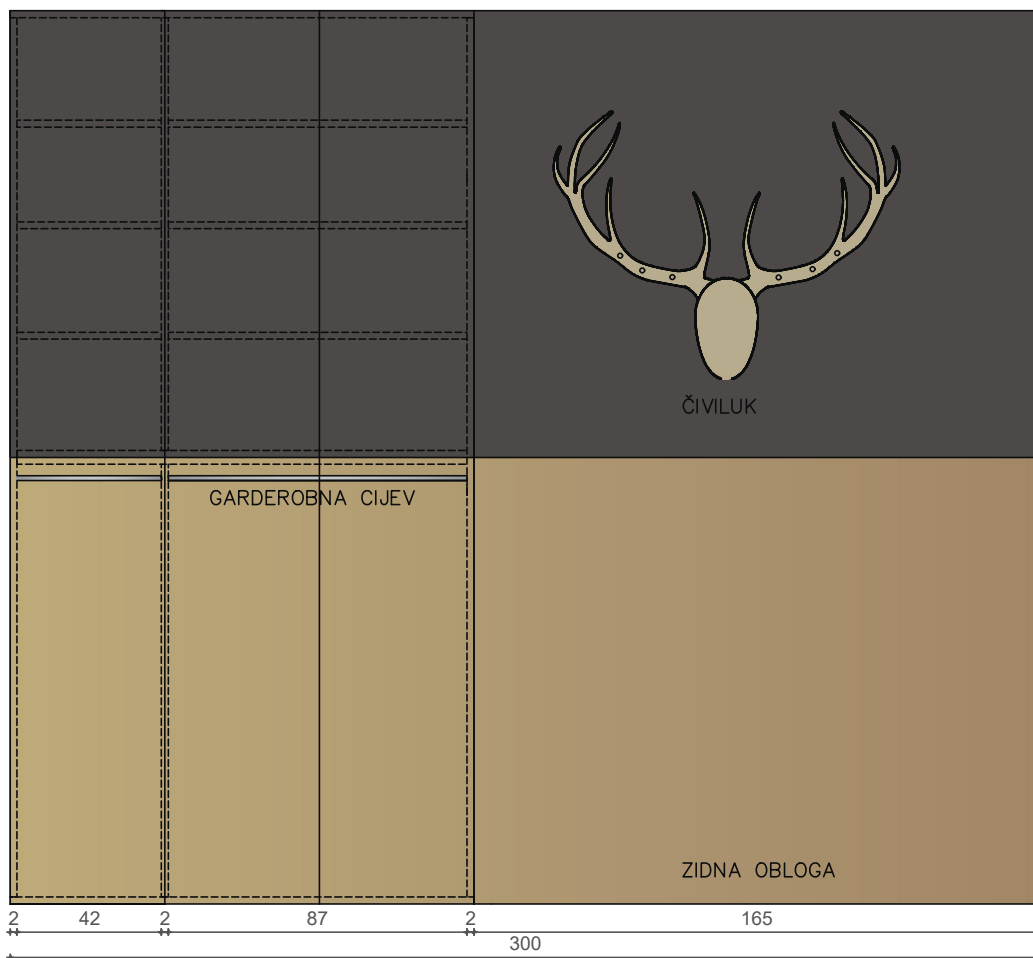 ČIVILUK
GARDEROBNA CIJEV
ZIDNA OBLOGA
2 42 2 87 2 165
300